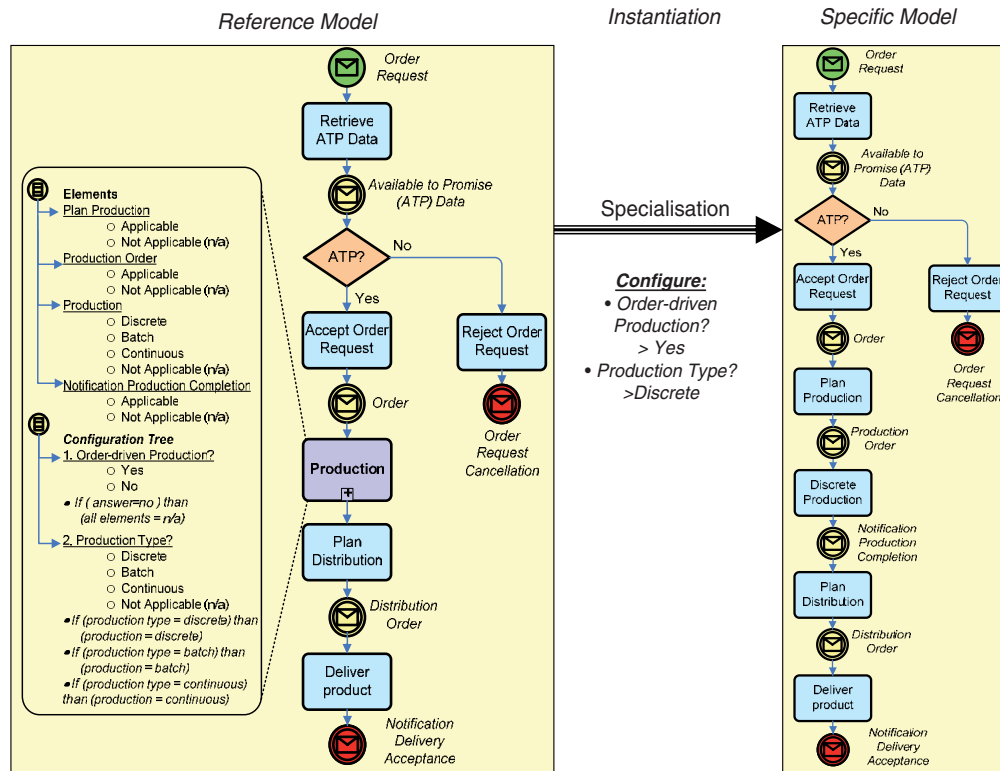 Reference Model
Instantiation
Specific Model
Order
Request
Retrieve
ATP Data
Available to Promise
(ATP) Data
ATP?
No
Yes
Accept Order
Request
Reject Order
Request
Order
Order
Request
Cancellation
Production
Plan
Distribution
Distribution
Order
Deliver
product
Notification
Delivery
Acceptance
Elements
Plan Production
Applicable
Not Applicable (n/a)
Production Order
Applicable
Not Applicable (n/a)
Production
Discrete
Batch
Continuous
Not Applicable (n/a)
Notification Production Completion
Applicable
Not Applicable (n/a)
Configuration Tree
1. Order-driven Production?
Yes
No
• If ( answer=no ) than
(all elements = n/a)
2. Production Type?
Discrete
Batch
Continuous
Not Applicable (n/a)
• If (production type = discrete) than
(production = discrete)
• If (production type = batch) than
(production = batch)
• If (production type = continuous)
than (production = continuous)
Specialisation
Configure:
• Order-driven
Production?
> Yes
• Production Type?
>Discrete
Order
Request
Retrieve
ATP Data
Available to
Promise (ATP)
Data
ATP?
No
Yes
Accept Order
Request
Reject Order
Request
Order
Order
Request
Cancellation
Plan
Production
Production
Order
Discrete
Production
Notification
Production
Completion
Plan
Distribution
Distribution
Order
Deliver
product
Notification
Delivery
Acceptance